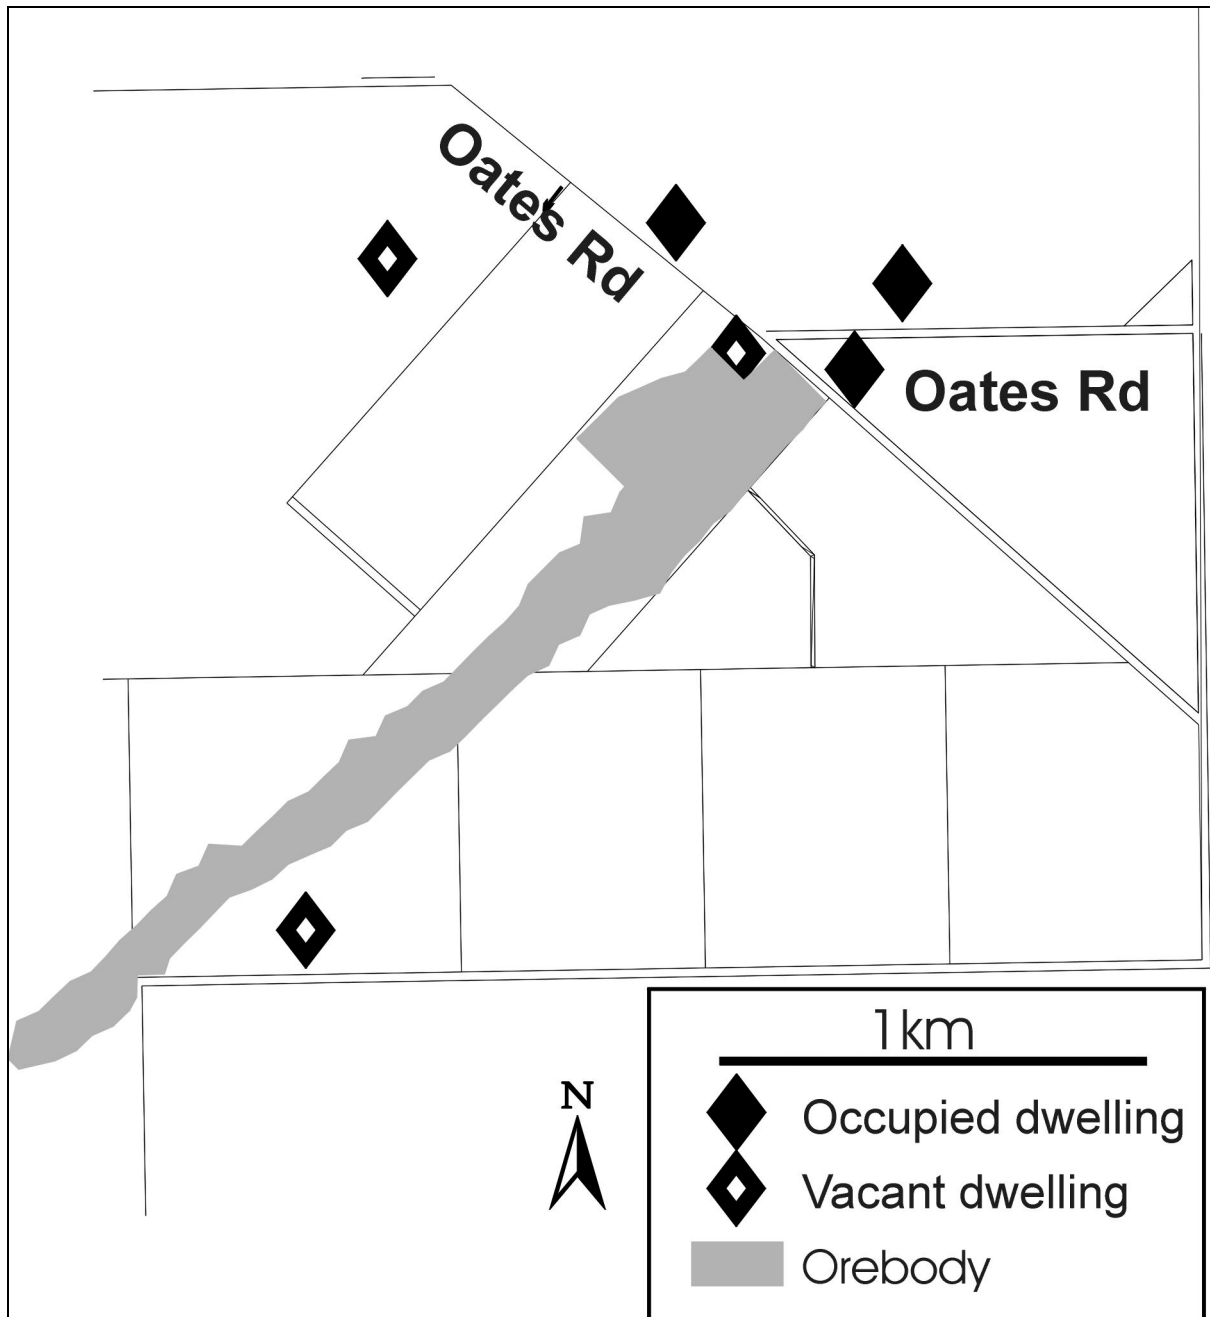 Oates Rd
Oates Rd
1km
N
Occupied dwelling
Vacant dwelling
Orebody